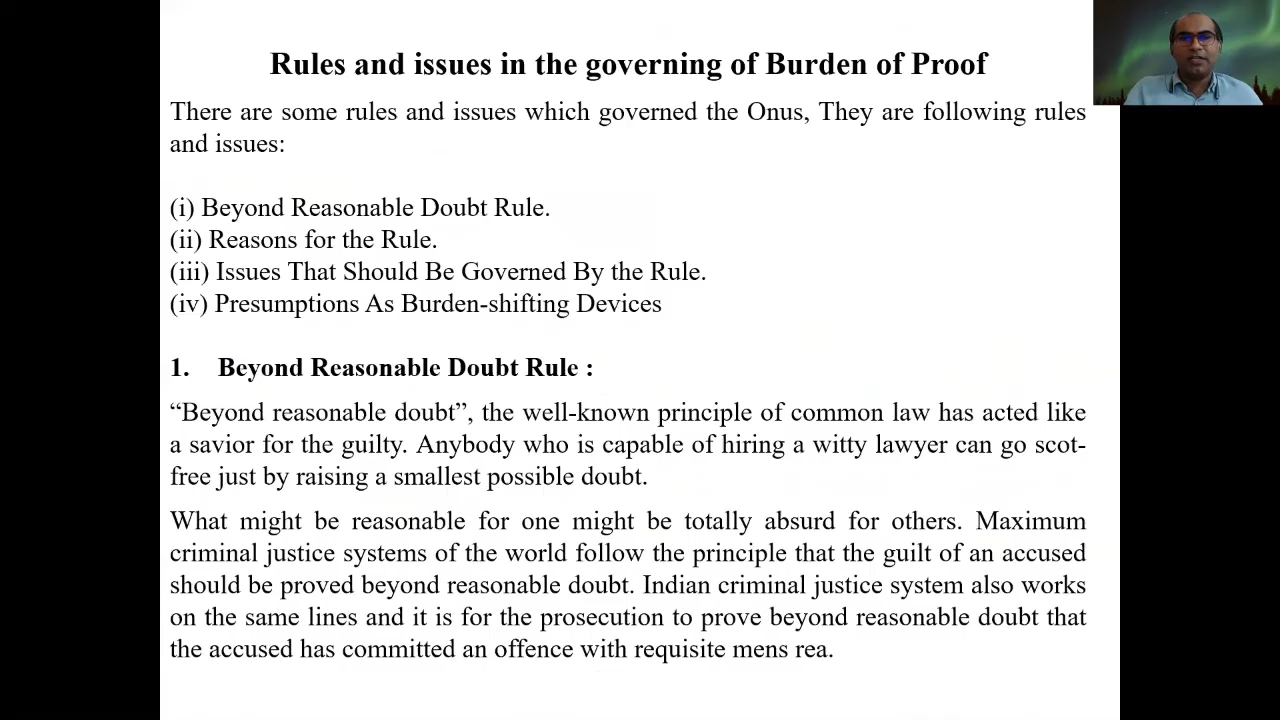 Rules and issues in the governing of Burden of Proof
There are some rules and issues which governed the Onus, They are following rules
and issues:
(i) Beyond Reasonable Doubt Rule.
(ii) Reasons for the Rule.
(iii) Issues That Should Be Governed By the Rule.
(iv) Presumptions As Burden-shifting Devices
1. Beyond Reasonable Doubt Rule :
“Beyond reasonable doubt”, the well-known principle of common law has acted like
a savior for the guilty. Anybody who is capable of hiring a witty lawyer can go scot-
free just by raising a smallest possible doubt.
What might be reasonable for one might be totally absurd for others. Maximum
criminal justice systems of the world follow the principle that the guilt of an accused
should be proved beyond reasonable doubt. Indian criminal justice system also works
on the same lines and it is for the prosecution to prove beyond reasonable doubt that
the accused has committed an offence with requisite mens rea.